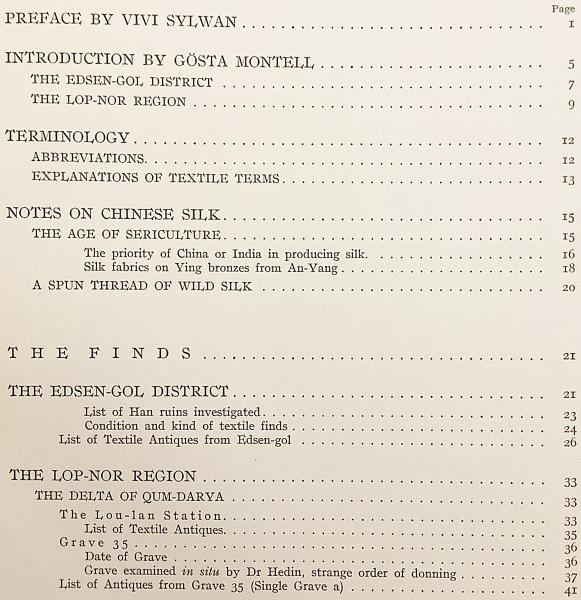 Page
PREFACE BY VIVI SYLWAN . . . . . . . . . . . . . . . . . . . . . . . . . . 1
INTRODUCTION BY GÖSTA MONTELL . . . . . . . . . . . . . . . . . . . 5
THE EDSEN-GOL DISTRICT . . . . . . . . . . . . . . . . . . . . . . . . . . 7
THE LOP-NOR REGION . . . . . . . . . . . . . . . . . . . . . . . . . . . . 9
TERMINOLOGY . . . . . . . . . . . . . . . . . . . . . . . . . . . . . . . . . 12
ABBREVIATIONS. . . . . . . . . . . . . . . . . . . . . . . . . . . . . . . . 12
EXPLANATIONS OF TEXTILE TERMS . . . . . . . . . . . . . . . . . . . . . 13
NOTES ON CHINESE SILK . . . . . . . . . . . . . . . . . . . . . . . . . . . 15
THE AGE OF SERICULTURE . . . . . . . . . . . . . . . . . . . . . . . . . . 15
The priority of China or India in producing silk. . . . . . . . . . . . . . 16
Silk fabrics on Ying bronzes from An-Yang . . . . . . . . . . . . . . . . 18
A SPUN THREAD OF WILD SILK . . . . . . . . . . . . . . . . . . . . . . . 20
THE FINDS . . . . . . . . . . . . . . . . . . . . . . . . . . . . 21
THE EDSEN-GOL DISTRICT . . . . . . . . . . . . . . . . . . . . . . . . . . 21
List of Han ruins investigated . . . . . . . . . . . . . . . . . . . . . . . 23
Condition and kind of textile finds . . . . . . . . . . . . . . . . . . . . 24
List of Textile Antiques from Edsen-gol . . . . . . . . . . . . . . . . . . . 26
THE LOP-NOR REGION . . . . . . . . . . . . . . . . . . . . . . . . . . . . 33
THE DELTA OF QUM-DARYA . . . . . . . . . . . . . . . . . . . . . . . . . 33
The Lou-lan Station. . . . . . . . . . . . . . . . . . . . . . . . . . . . . 33
List of Textile Antiques. . . . . . . . . . . . . . . . . . . . . . . . . . . 35
Grave 35 . . . . . . . . . . . . . . . . . . . . . . . . . . . . . . . . . . 36
Date of Grave . . . . . . . . . . . . . . . . . . . . . . . . . . . . . . . 36
Grave examined in situ by Dr Hedin, strange order of donning . . . . . . 37
List of Antiques from Grave 35 (Single Grave a) . . . . . . . . . . . . . . 41